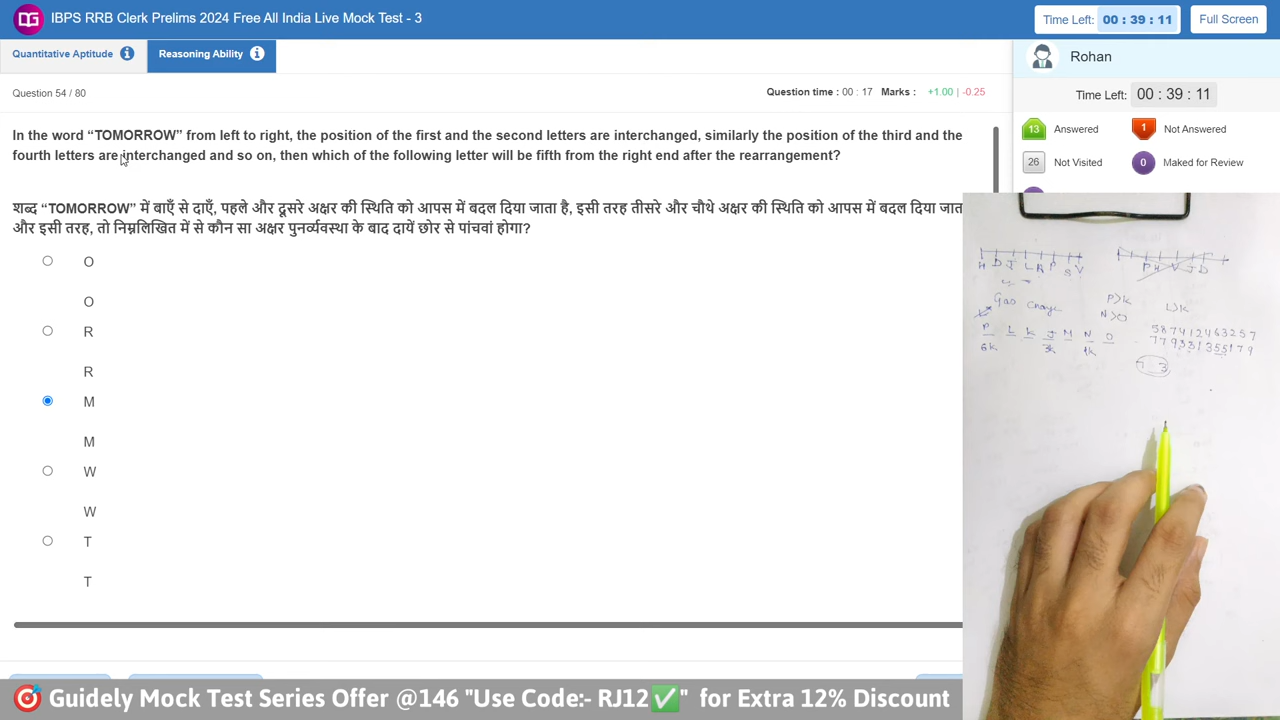 IBPS RRB Clerk Prelims 2024 Free All India Live Mock Test - 3
Time Left: 00 : 39 : 11
Full Screen
Quantitative Aptitude
Reasoning Ability
Rohan
Question 54 / 80
Question time : 00 : 17 Marks : +1.00 | -0.25
Time Left: 00 : 39 : 11
13 Answered
1 Not Answered
26 Not Visited
0 Maked for Review
In the word “TOMORROW” from left to right, the position of the first and the second letters are interchanged, similarly the position of the third and the
fourth letters are interchanged and so on, then which of the following letter will be fifth from the right end after the rearrangement?
शब्द “TOMORROW” में बाएँ से दाएँ, पहले और दूसरे अक्षर की स्थिति को आपस में बदल दिया जाता है, इसी तरह तीसरे और चौथे अक्षर की स्थिति को आपस में बदल दिया जात
और इसी तरह, तो निम्नलिखित में से कौन सा अक्षर पुनर्व्यवस्था के बाद दायें छोर से पांचवां होगा?
O
O
R
R
M
M
W
W
T
T
H D J L R P S V
P H V J D
Gao
P>K
L>K
N>O
P L K J M N O
6K 3K 1K
587412463257
7 3
🎯 Guidely Mock Test Series Offer @146 "Use Code:- RJ12✅" for Extra 12% Discount